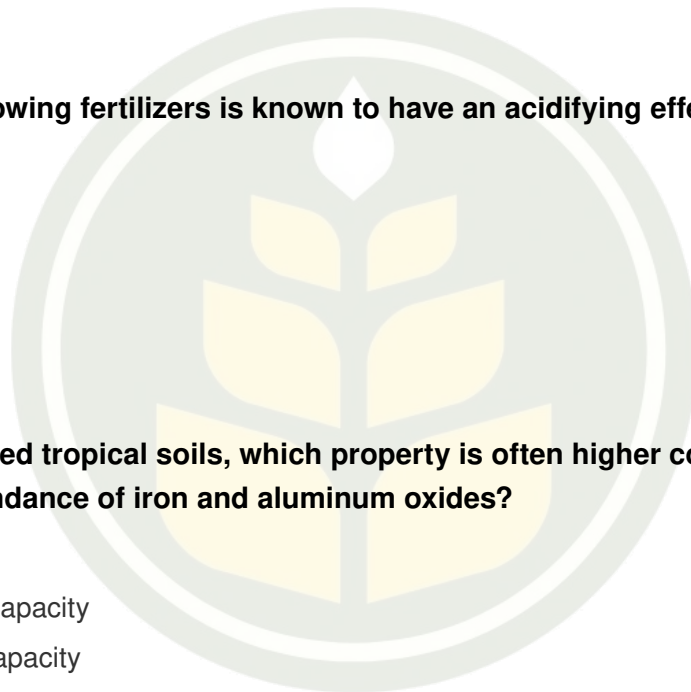 owing fertilizers is known to have an acidifying effe
ed tropical soils, which property is often higher co
ndance of iron and aluminum oxides?
apacity
apacity